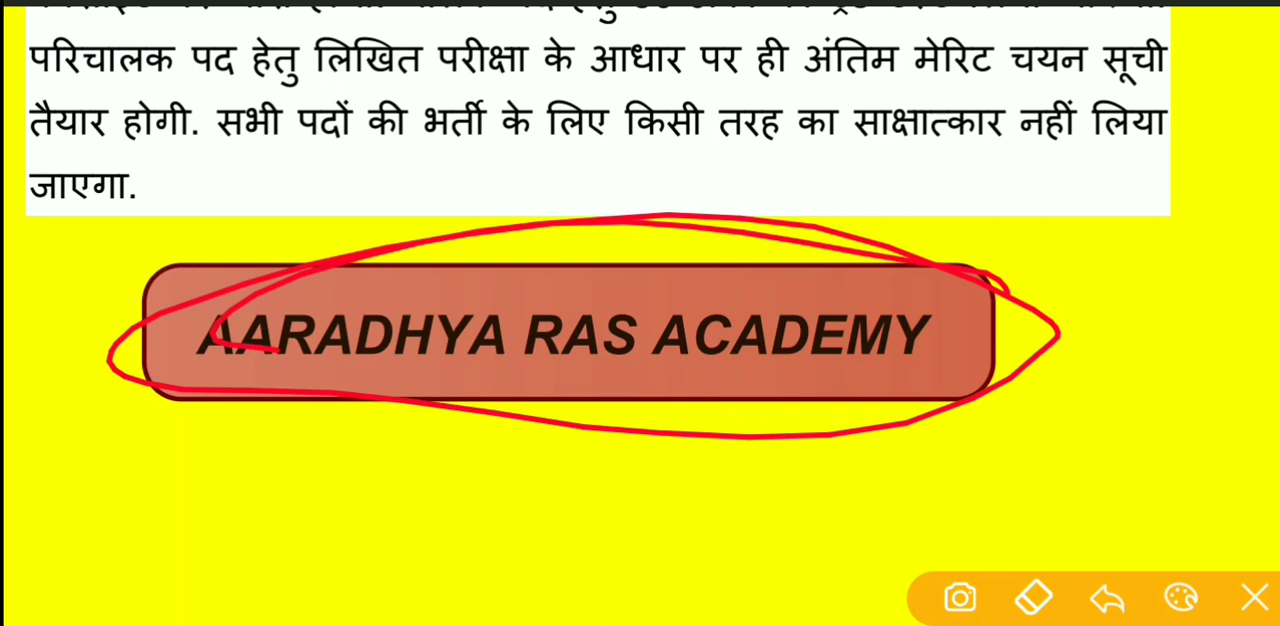 परिचालक पद हेतु लिखित परीक्षा के आधार पर ही अंतिम मेरिट चयन सूची
तैयार होगी. सभी पदों की भर्ती के लिए किसी तरह का साक्षात्कार नहीं लिया
जाएगा.
AARADHYA RAS ACADEMY